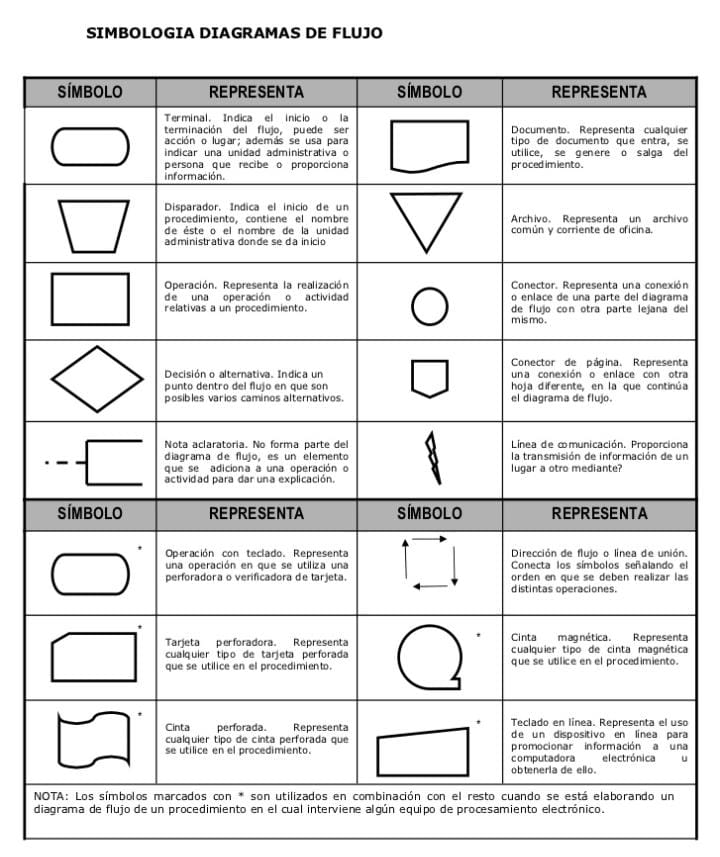 SIMBOLOGIA DIAGRAMAS DE FLUJO
SÍMBOLO REPRESENTA SÍMBOLO REPRESENTA
Terminal. Indica el inicio o la
terminación del flujo, puede ser
acción o lugar; además se usa para
indicar una unidad administrativa o
persona que recibe o proporciona
información.
Documento. Representa cualquier
tipo de documento que entra, se
utilice, se genere o salga del
procedimiento.
Disparador. Indica el inicio de un
procedimiento, contiene el nombre
de éste o el nombre de la unidad
administrativa donde se da inicio
Archivo. Representa un archivo
común y corriente de oficina.
Operación. Representa la realización
de una operación o actividad
relativas a un procedimiento.
Conector. Representa una conexión
o enlace de una parte del diagrama
de flujo con otra parte lejana del
mismo.
Decisión o alternativa. Indica un
punto dentro del flujo en que son
posibles varios caminos alternativos.
Conector de página. Representa
una conexión o enlace con otra
hoja diferente, en la que continúa
el diagrama de flujo.
Nota aclaratoria. No forma parte del
diagrama de flujo, es un elemento
que se adiciona a una operación o
actividad para dar una explicación.
Línea de comunicación. Proporciona
la transmisión de información de un
lugar a otro mediante?
SÍMBOLO REPRESENTA SÍMBOLO REPRESENTA
*
Operación con teclado. Representa
una operación en que se utiliza una
perforadora o verificadora de tarjeta.
Dirección de flujo o línea de unión.
Conecta los símbolos señalando el
orden en que se deben realizar las
distintas operaciones.
*
Tarjeta perforadora. Representa
cualquier tipo de tarjeta perforada
que se utilice en el procedimiento.
*
Cinta magnética. Representa
cualquier tipo de cinta magnética
que se utilice en el procedimiento.
*
Cinta perforada. Representa
cualquier tipo de cinta perforada que
se utilice en el procedimiento.
*
Teclado en línea. Representa el uso
de un dispositivo en línea para
promocionar información a una
computadora electrónica u
obtenerla de ello.
NOTA: Los símbolos marcados con * son utilizados en combinación con el resto cuando se está elaborando un
diagrama de flujo de un procedimiento en el cual interviene algún equipo de procesamiento electrónico.